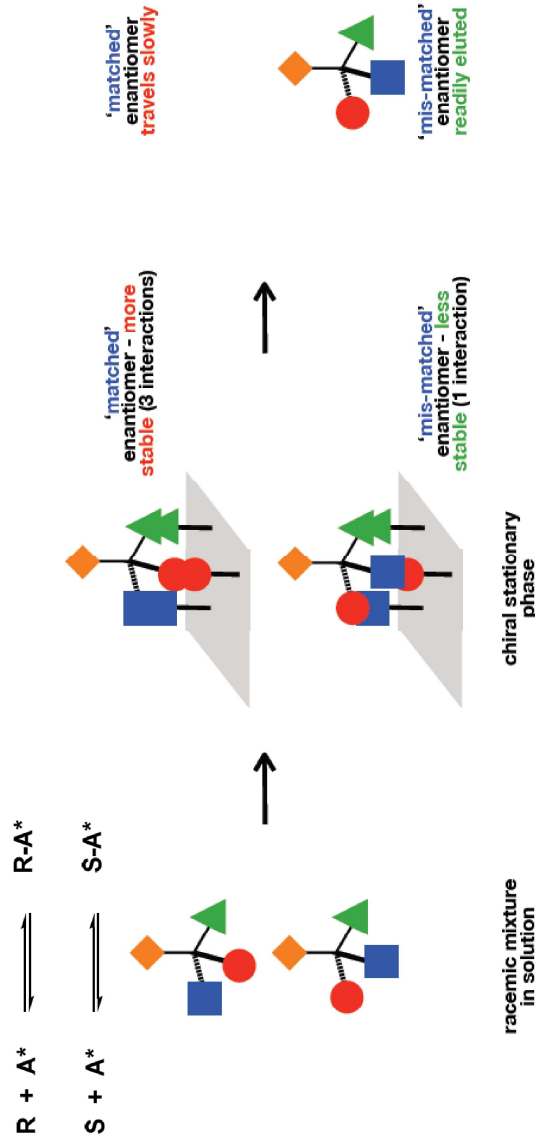 R + A* ⇌ R-A*
S + A* ⇌ S-A*
racemic mixture
in solution
chiral stationary
phase
'matched'
enantiomer - more
stable (3 interactions)
'mis-matched'
enantiomer - less
stable (1 interaction)
'matched'
enantiomer
travels slowly
'mis-matched'
enantiomer
readily eluted